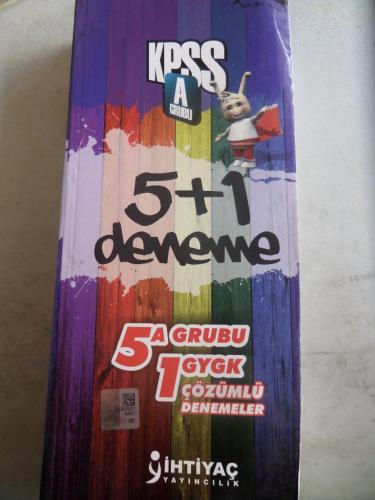 KPSS
A
GRUBU
5+1
deneme
5 A GRUBU
1 GYGK
ÇÖZÜMLÜ
DENEMELER
İHTİYAÇ
YAYINCILIK